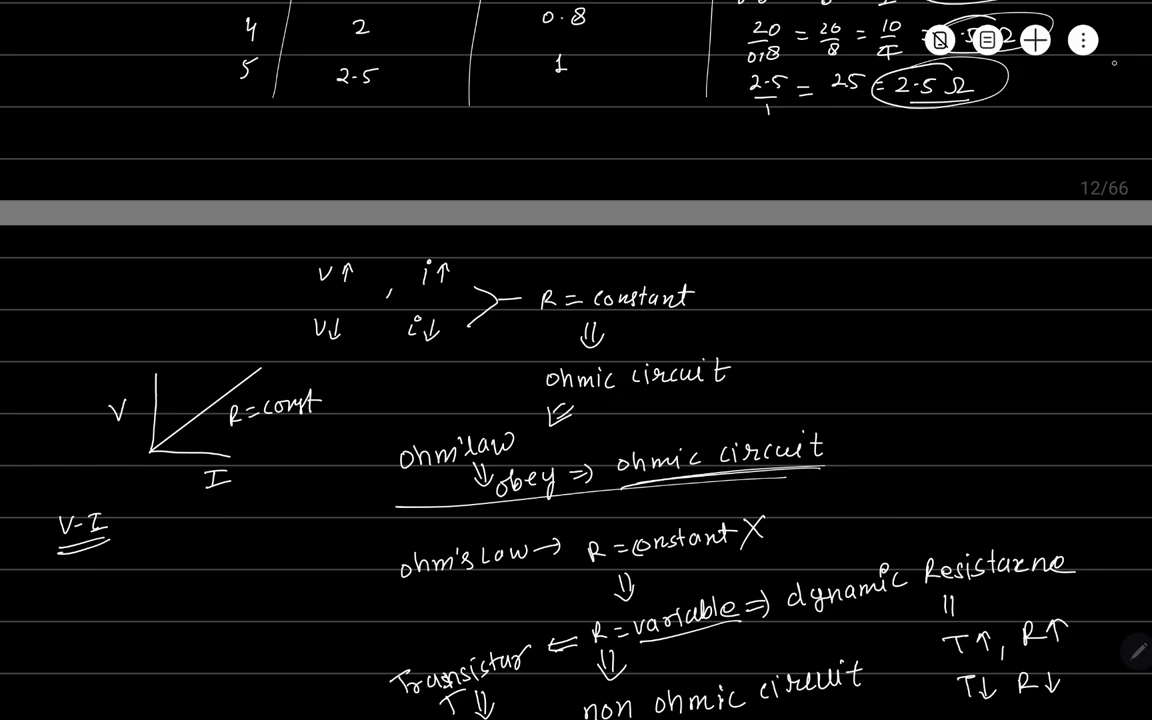 4 2 0.8 20/0.8 = 20/8 = 10/4 =
5 2.5 1 2.5/1 = 25 = 2.5 Ω
12/66
V↑ , i↑
R = constant
V↓ i↓
⇓
ohmic circuit
V R = const
I
ohm'law
⇓ obey ⇒ ohmic circuit
V-I
ohm's Law → R = constant X
⇓
Transistar ⇐ R = variable ⇒ dynamic Resistarne
||
T↑, R↑
T ⇓ ⇓ T↓ R↓
non ohmic circuit